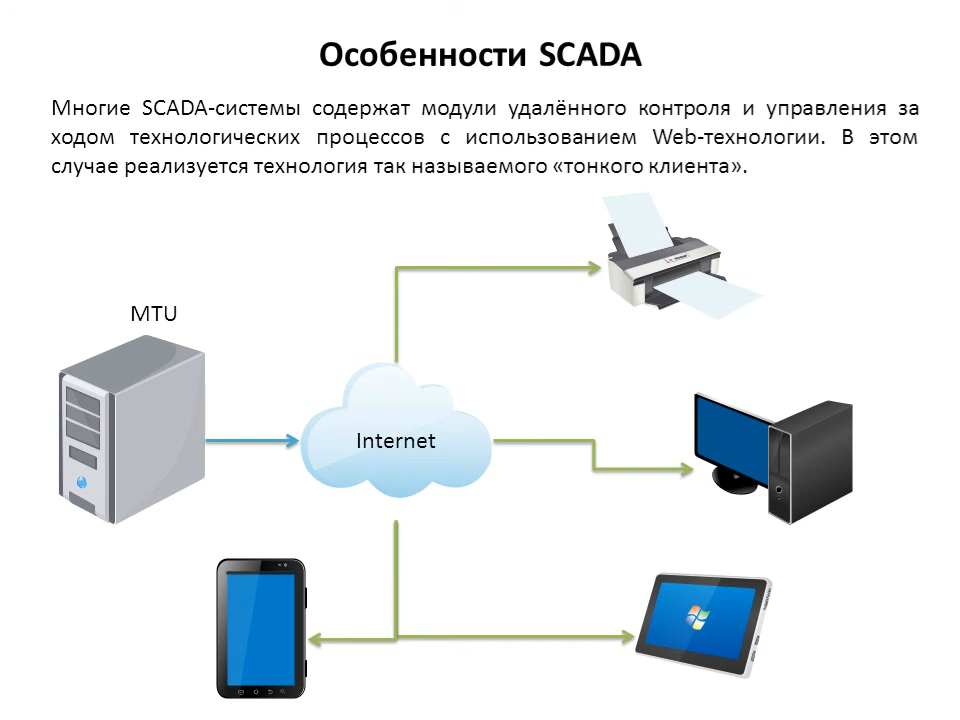 Особенности SCADA
Многие SCADA-системы содержат модули удалённого контроля и управления за
ходом технологических процессов с использованием Web-технологии. В этом
случае реализуется технология так называемого «тонкого клиента».
MTU
Internet